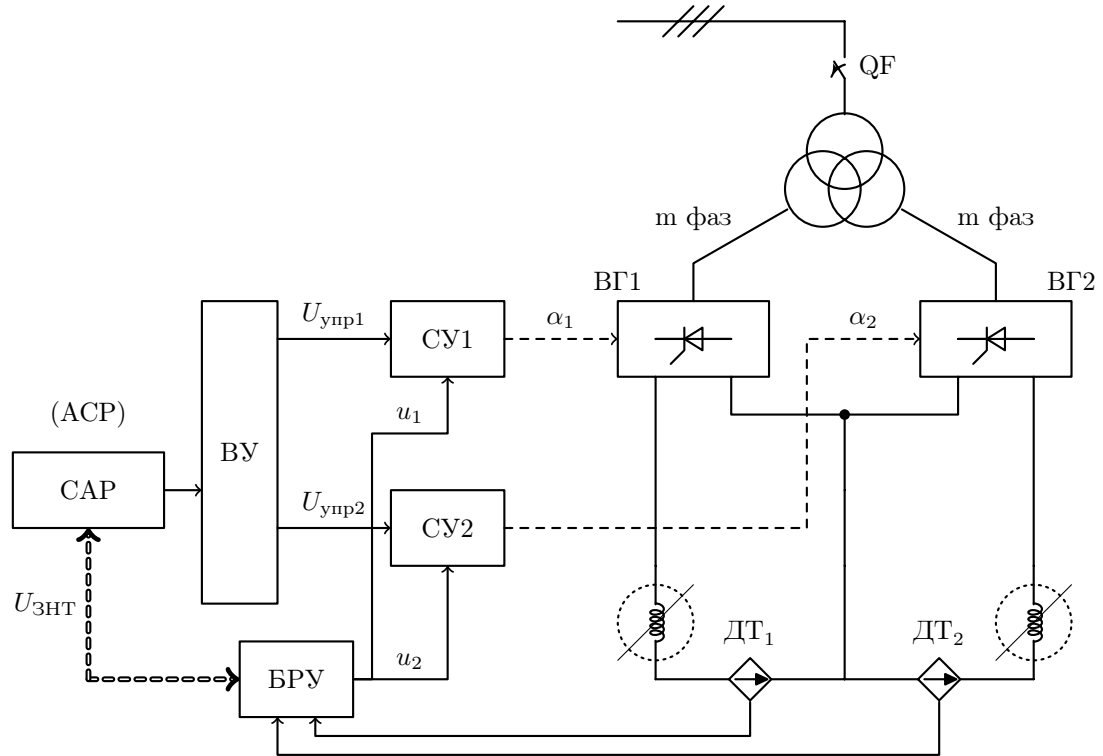 QF
m фаз
m фаз
ВГ1
ВГ2
Uупр1
СУ1
α1
α2
u1
(АСР)
ВУ
САР
Uупр2
СУ2
UЗНТ
ДТ1
ДТ2
БРУ
u2